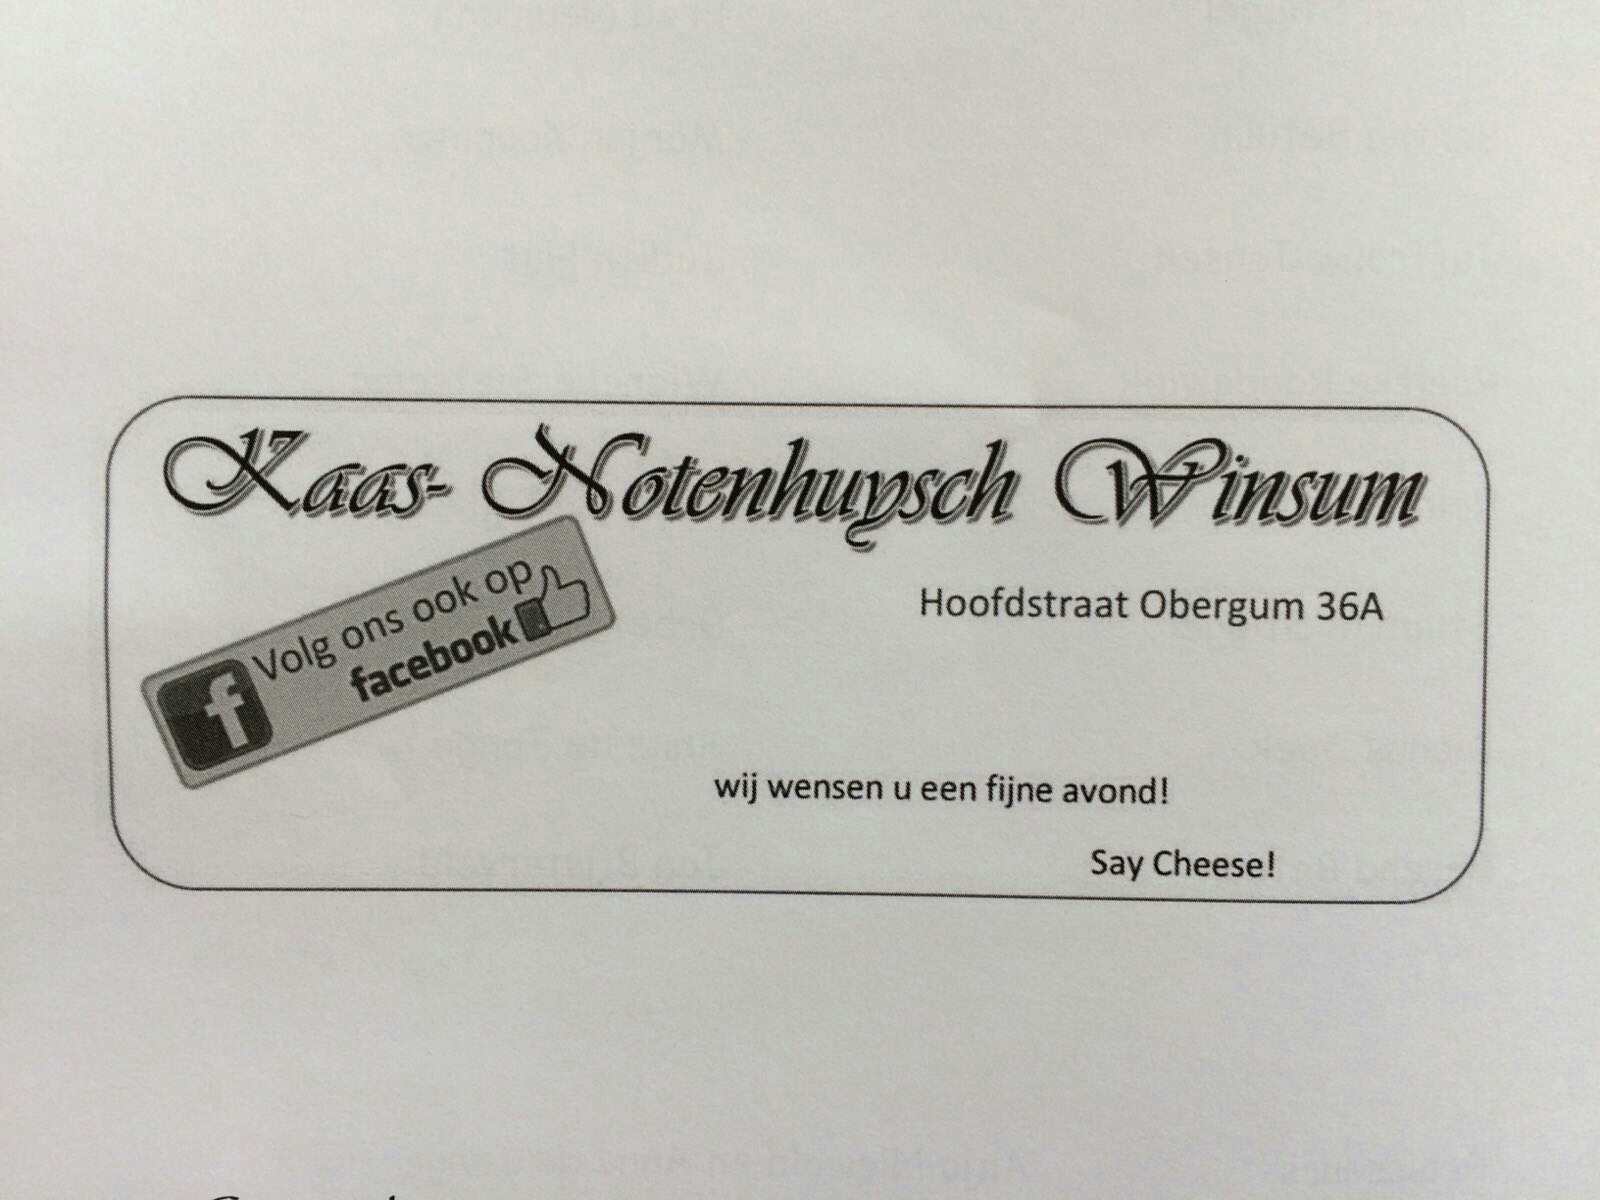 Kaas- Notenhuysch Winsum
Hoofdstraat Obergum 36A
Volg ons ook op
facebook
wij wensen u een fijne avond!
Say Cheese!